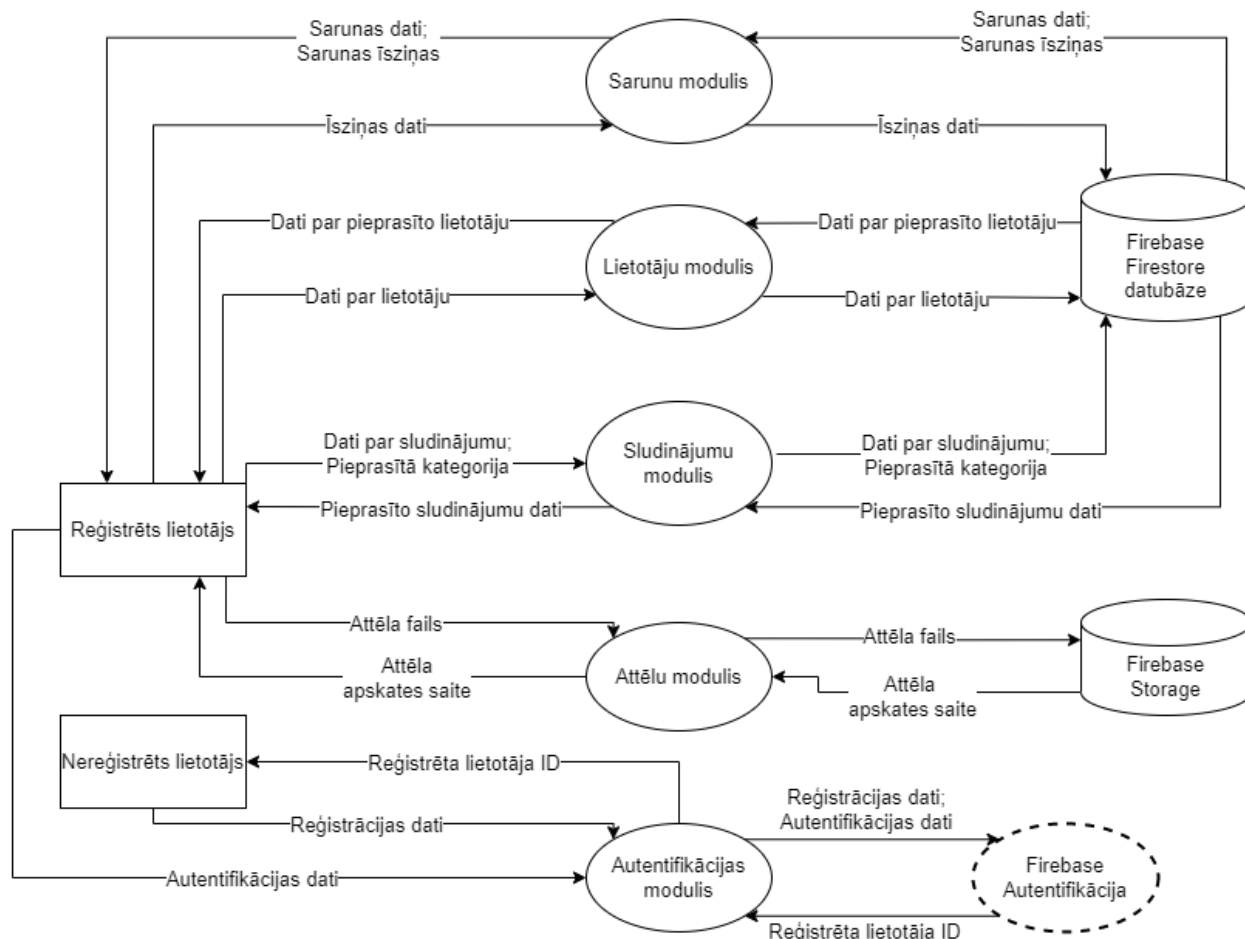 Sarunas dati;
Sarunas īsziņas
Sarunu modulis
Sarunas dati;
Sarunas īsziņas
Īsziņas dati
Īsziņas dati
Dati par pieprasīto lietotāju
Lietotāju modulis
Dati par pieprasīto lietotāju
Firebase
Firestore
datubāze
Dati par lietotāju
Dati par lietotāju
Dati par sludinājumu;
Pieprasītā kategorija
Sludinājumu
modulis
Dati par sludinājumu;
Pieprasītā kategorija
Pieprasīto sludinājumu dati
Pieprasīto sludinājumu dati
Reģistrēts lietotājs
Attēla fails
Attēla fails
Attēla
apskates saite
Attēlu modulis
Attēla
apskates saite
Firebase
Storage
Nereģistrēts lietotājs
Reģistrēta lietotāja ID
Reģistrācijas dati
Reģistrācijas dati;
Autentifikācijas dati
Autentifikācijas dati
Autentifikācijas
modulis
Firebase
Autentifikācija
Reģistrēta lietotāja ID